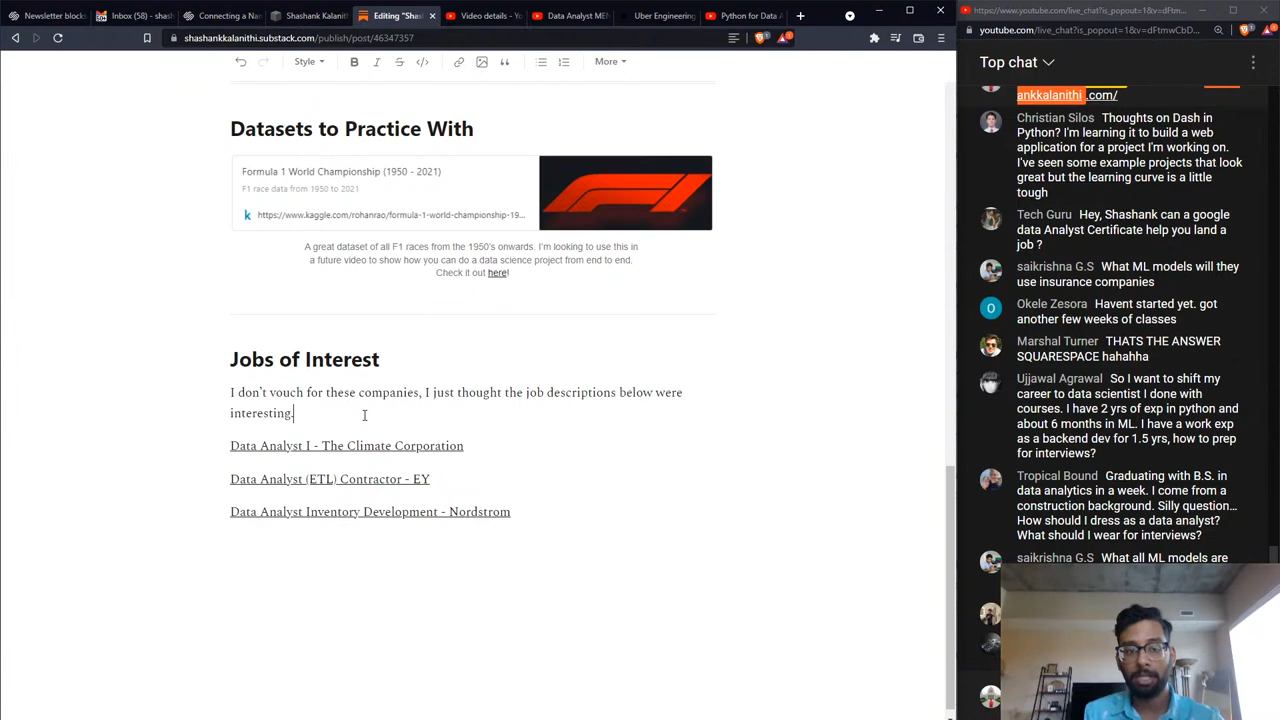 Newsletter blocks
Inbox (58) - shash
Connecting a Nam
Shashank Kalanith
Editing "Shas
Video details - Yo
Data Analyst MEN
Uber Engineering
Python for Data A
shashankkalanithi.substack.com/publish/post/46347357
Style
More
Datasets to Practice With
Formula 1 World Championship (1950 - 2021)
F1 race data from 1950 to 2021
k https://www.kaggle.com/rohanrao/formula-1-world-championship-19...
A great dataset of all F1 races from the 1950's onwards. I'm looking to use this in
a future video to show how you can do a data science project from end to end.
Check it out here!
Jobs of Interest
I don't vouch for these companies, I just thought the job descriptions below were
interesting.
Data Analyst I - The Climate Corporation
Data Analyst (ETL) Contractor - EY
Data Analyst Inventory Development - Nordstrom
https://www.youtube.com/live_chat?is_popout=1&v=dFtm...
youtube.com/live_chat?is_popout=1&v=dFtmwCbD...
Top chat
ankkalanithi.com/
Christian Silos Thoughts on Dash in
Python? I'm learning it to build a web
application for a project I'm working on.
I've seen some example projects that look
great but the learning curve is a little
tough
Tech Guru Hey, Shashank can a google
data Analyst Certificate help you land a
job ?
saikrishna G.S What ML models will they
use insurance companies
O
Okele Zesora Havent started yet. got
another few weeks of classes
Marshal Turner THATS THE ANSWER
SQUARESPACE hahahha
Ujjawal Agrawal So I want to shift my
career to data scientist I have done with
courses. I have 2 yrs of exp in python and
about 6 months in ML. I have a work exp
as a backend dev for 1.5 yrs, how to prep
for interviews?
Tropical Bound Graduating with B.S. in
data analytics in a week. I come from a
construction background. Silly question...
How should I dress as a data analyst?
What should I wear for interviews?
saikrishna G.S What all ML models are